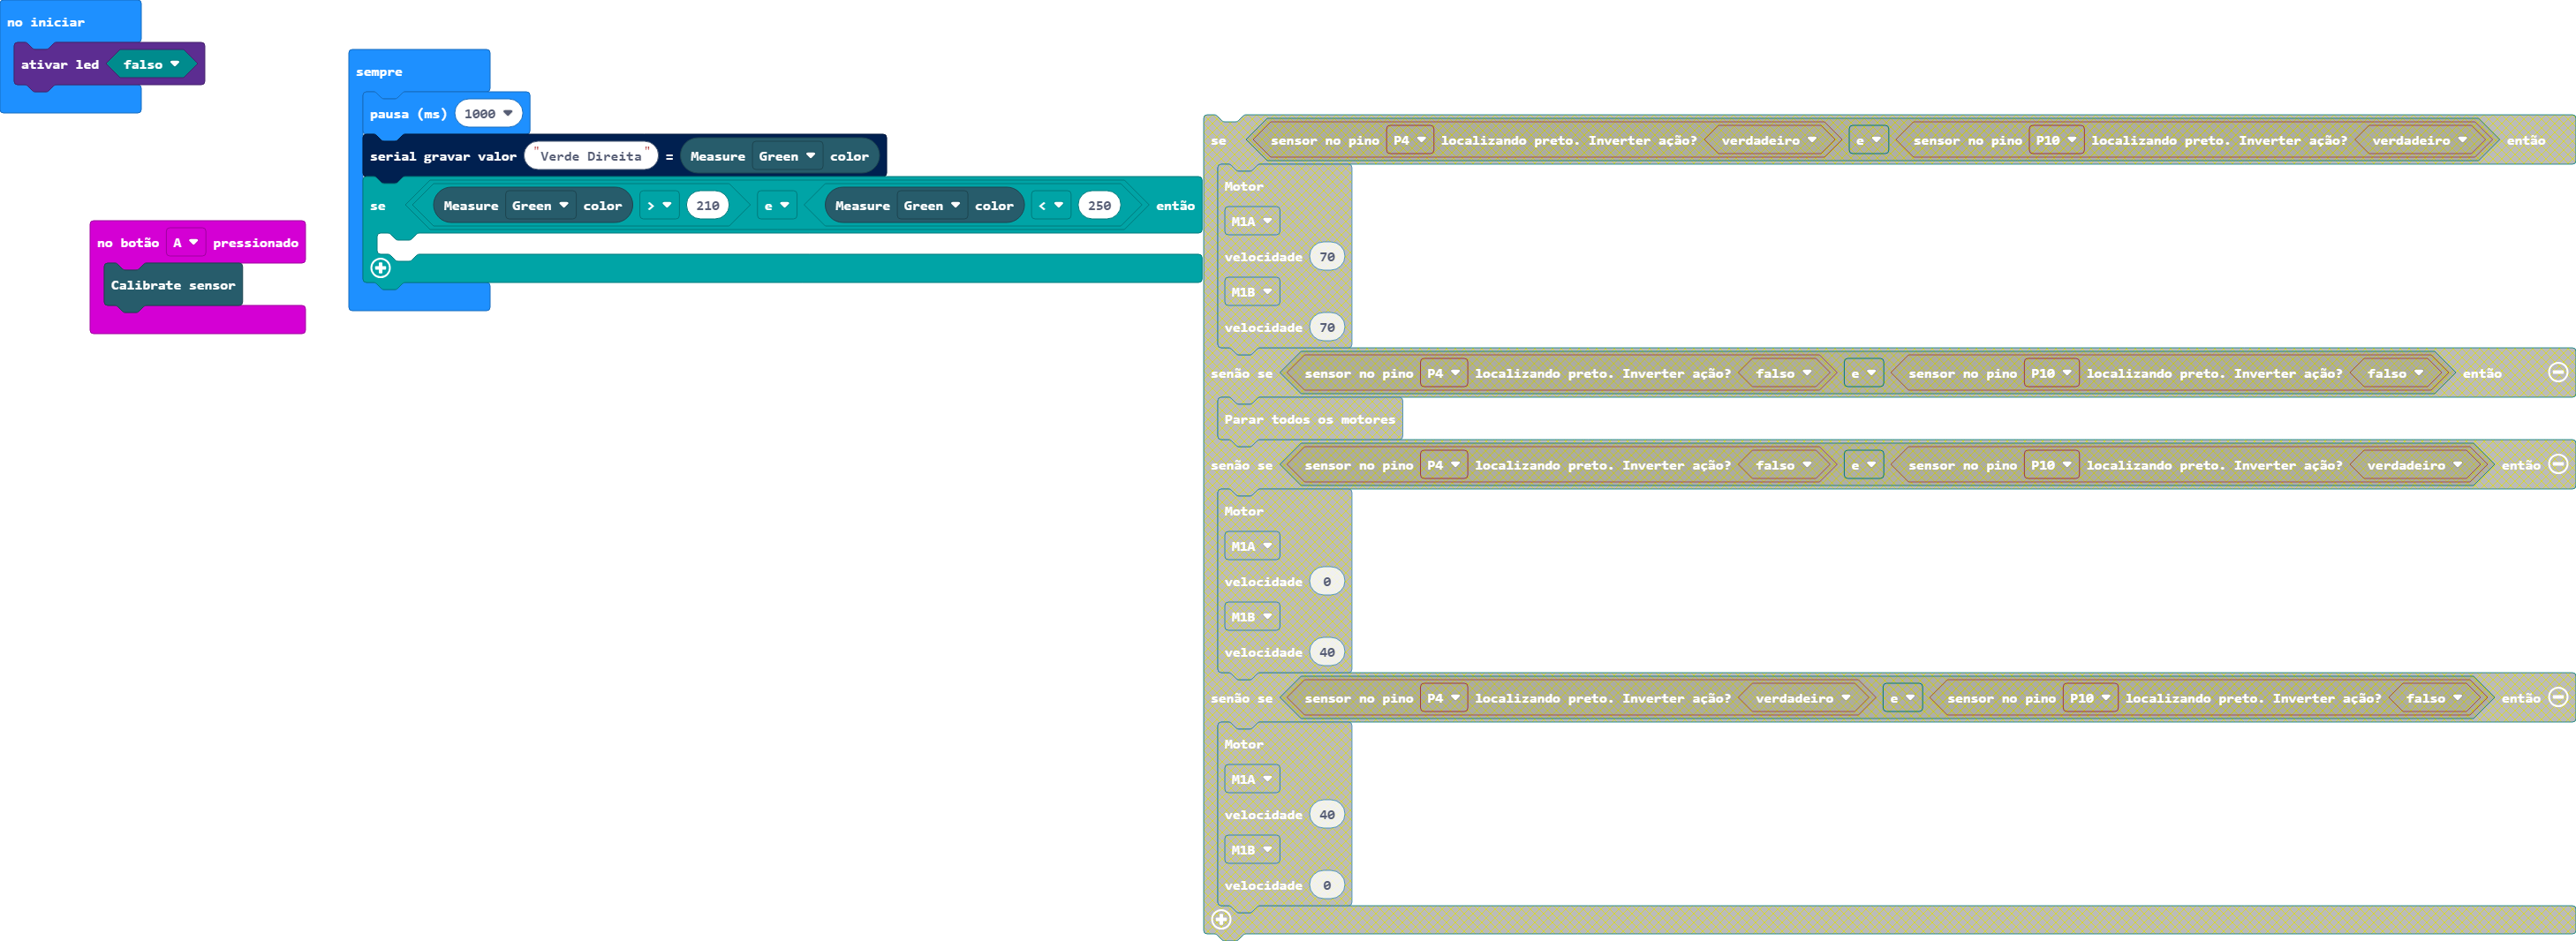 no iniciar
ativar led falso
sempre
pausa (ms) 1000
serial gravar valor "Verde Direita" = Measure Green color
se Measure Green color > 210 e Measure Green color < 250 então
no botão A pressionado
Calibrate sensor
se sensor no pino P4 localizando preto. Inverter ação? verdadeiro e sensor no pino P10 localizando preto. Inverter ação? verdadeiro então
Motor
M1A
velocidade 70
M1B
velocidade 70
senão se sensor no pino P4 localizando preto. Inverter ação? falso e sensor no pino P10 localizando preto. Inverter ação? falso então
Parar todos os motores
senão se sensor no pino P4 localizando preto. Inverter ação? falso e sensor no pino P10 localizando preto. Inverter ação? verdadeiro então
Motor
M1A
velocidade 0
M1B
velocidade 40
senão se sensor no pino P4 localizando preto. Inverter ação? verdadeiro e sensor no pino P10 localizando preto. Inverter ação? falso então
Motor
M1A
velocidade 40
M1B
velocidade 0